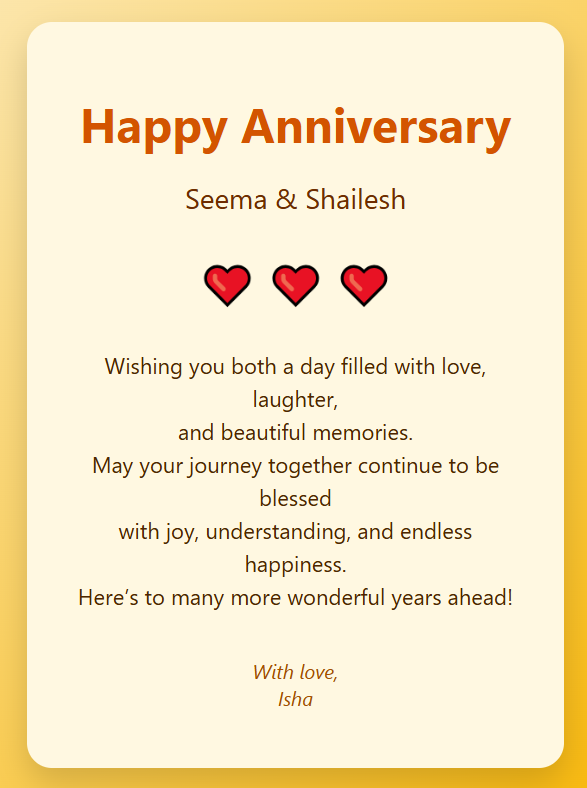 Happy Anniversary
Seema & Shailesh
Wishing you both a day filled with love,
laughter,
and beautiful memories.
May your journey together continue to be
blessed
with joy, understanding, and endless
happiness.
Here’s to many more wonderful years ahead!
With love,
Isha